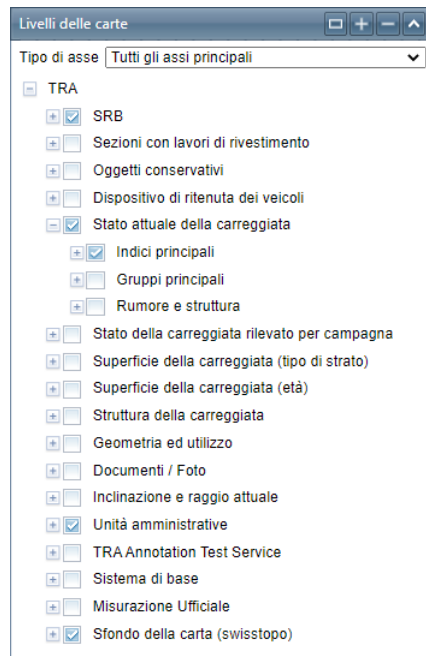 Livelli delle carte
Tipo di asse Tutti gli assi principali
TRA
SRB
Sezioni con lavori di rivestimento
Oggetti conservativi
Dispositivo di ritenuta dei veicoli
Stato attuale della carreggiata
Indici principali
Gruppi principali
Rumore e struttura
Stato della carreggiata rilevato per campagna
Superficie della carreggiata (tipo di strato)
Superficie della carreggiata (età)
Struttura della carreggiata
Geometria ed utilizzo
Documenti / Foto
Inclinazione e raggio attuale
Unità amministrative
TRA Annotation Test Service
Sistema di base
Misurazione Ufficiale
Sfondo della carta (swisstopo)